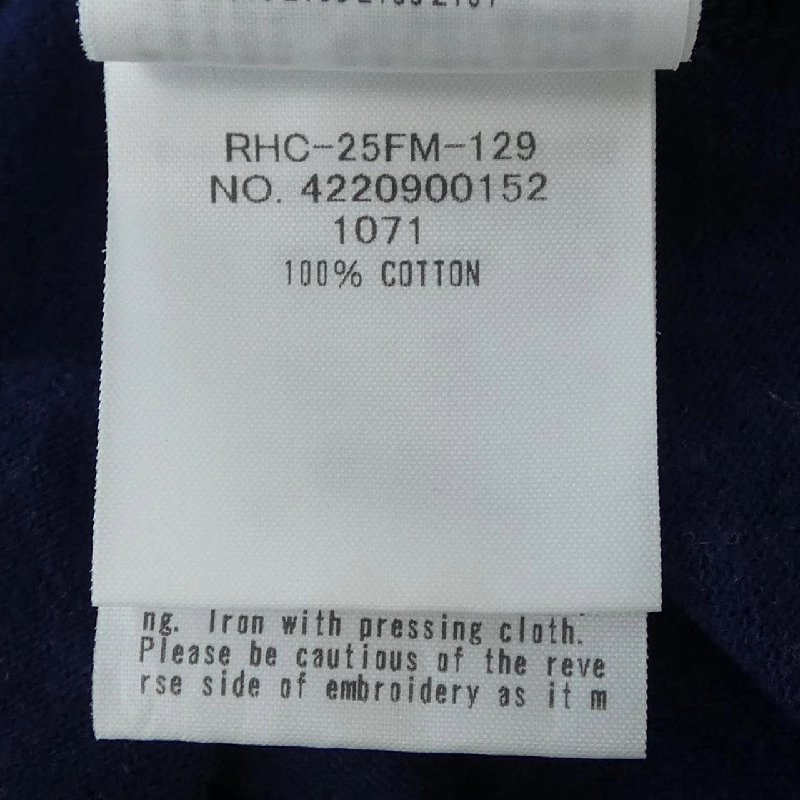 RHC-25FM-129
NO. 4220900152
1071
100% COTTON
ng. Iron with pressing cloth.
Please be cautious of the reve
rse side of embroidery as it m